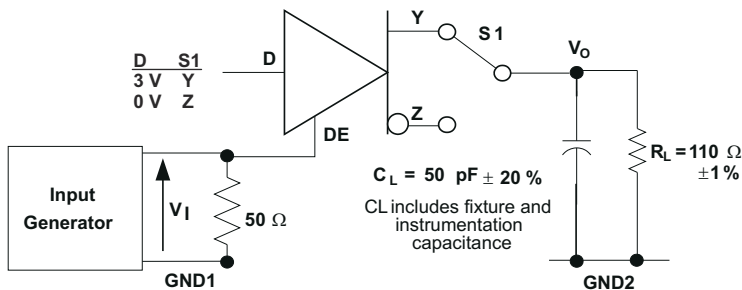 Y
S1
D S1
3 V Y
0 V Z
D
V_O
Z
DE
Input
Generator
V_I
50 Ω
GND1
C_L = 50 pF ± 20 %
CL includes fixture and
instrumentation
capacitance
R_L = 110 Ω
±1 %
GND2